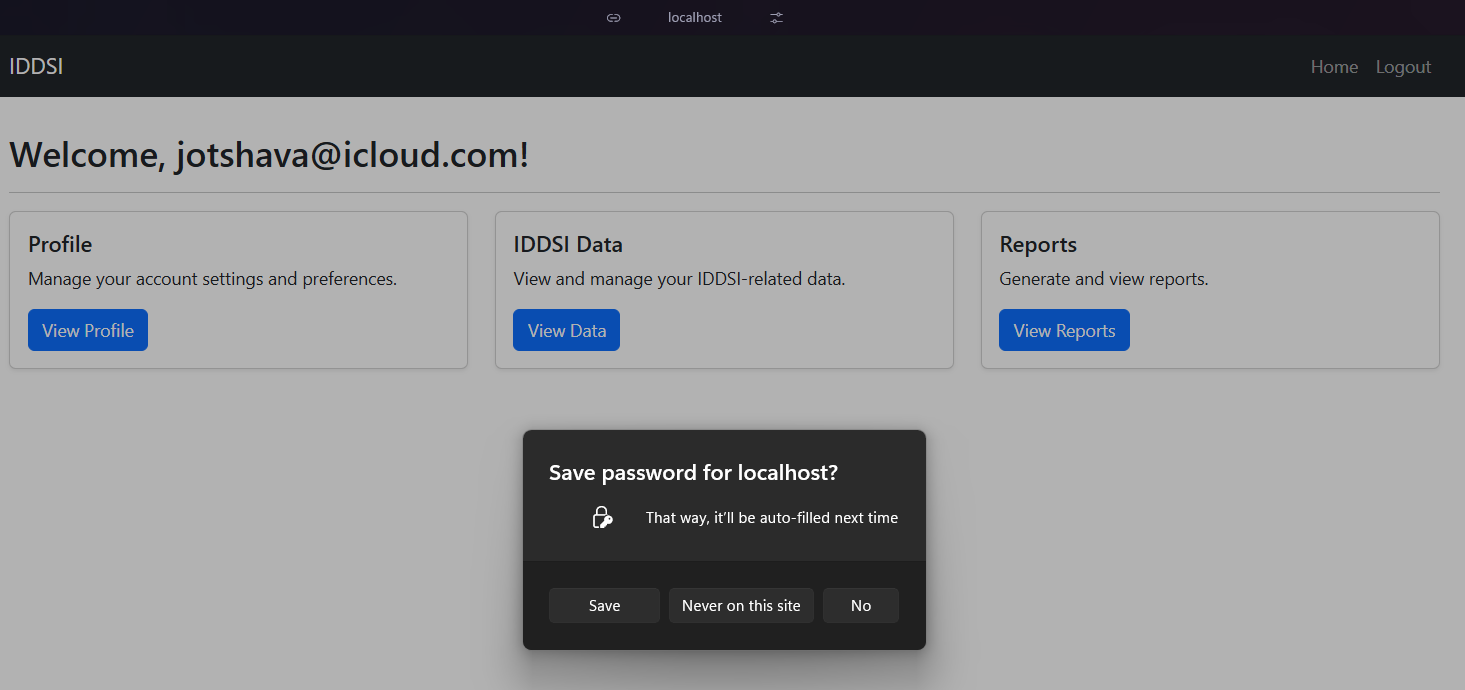 localhost
IDDSI
Home Logout
Welcome, jotshava@icloud.com!
Profile
Manage your account settings and preferences.
View Profile
IDDSI Data
View and manage your IDDSI-related data.
View Data
Reports
Generate and view reports.
View Reports
Save password for localhost?
That way, it’ll be auto-filled next time
Save Never on this site No